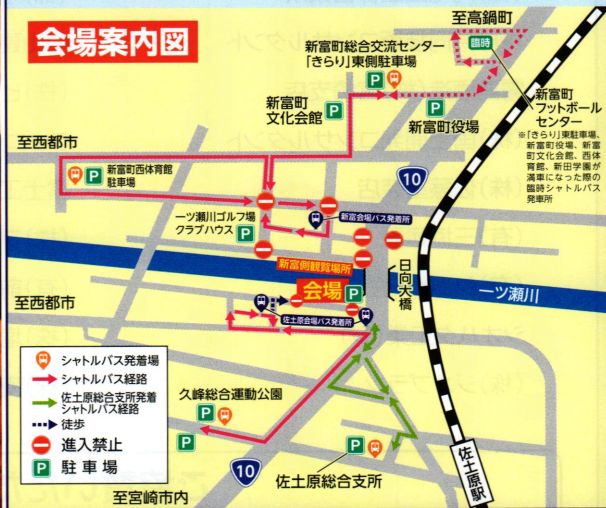 会場案内図
至高鍋町
臨時
新富町総合交流センター
「きらり」東側駐車場
P
新富町
文化会館
P
新富町役場
P
新富町
フットボール
センター
※「きらり」東駐車場、
新富町役場、新富
町文化会館、西体
育館、新田学園が
満車になった際の
臨時シャトルバス
発車所
至西都市
P
新富町西体育館
駐車場
10
一ツ瀬川ゴルフ場
クラブハウス
P
新富会場バス発着所
新富側観覧場所
会場
P
日向大橋
一ツ瀬川
至西都市
佐土原会場バス発着所
シャトルバス発着場
シャトルバス経路
佐土原総合支所発着
シャトルバス経路
徒歩
進入禁止
P
駐車場
久峰総合運動公園
P
P
10
P
佐土原総合支所
佐土原駅
至宮崎市内